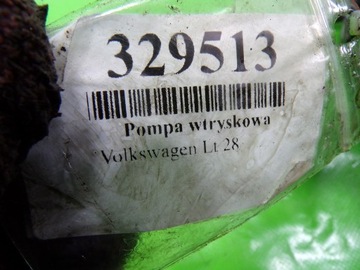 329513
Pompa wtryskowa
Volkswagen Lt 28